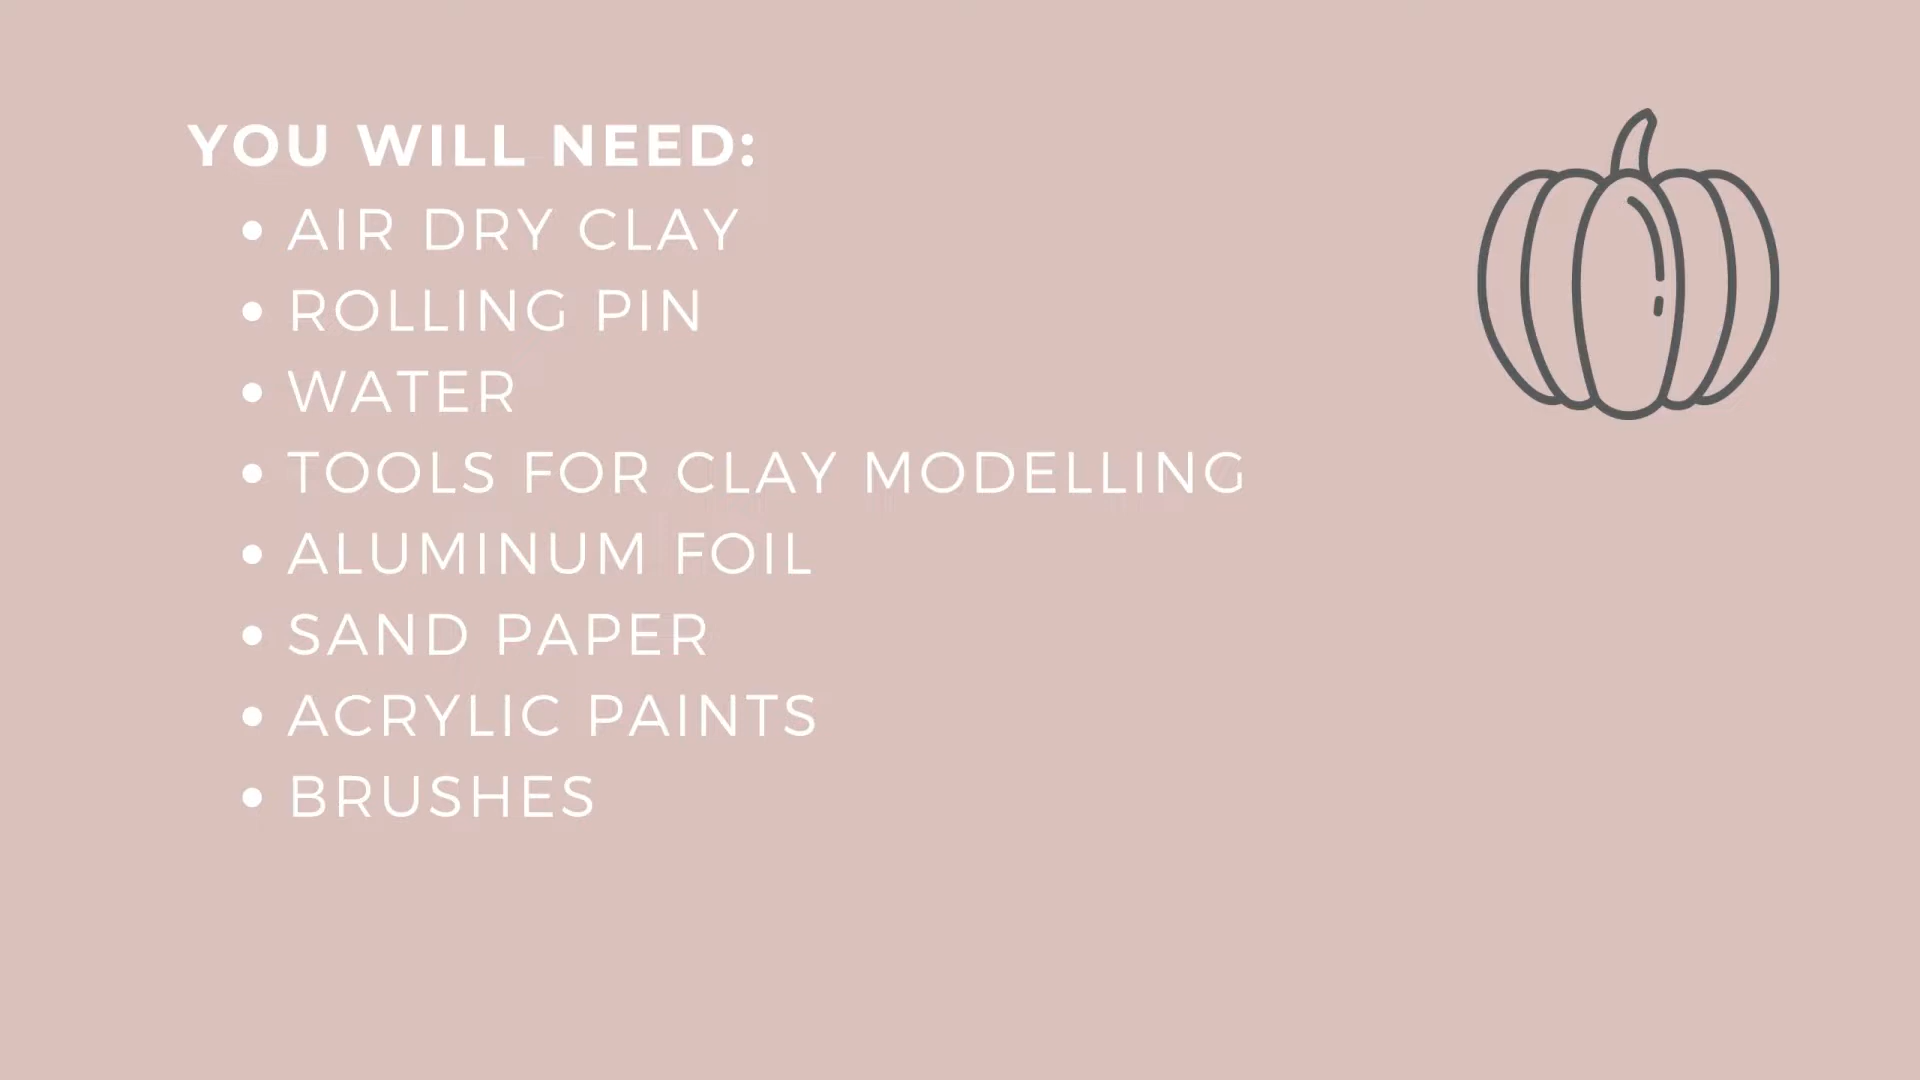 YOU WILL NEED:
• AIR DRY CLAY
• ROLLING PIN
• WATER
• TOOLS FOR CLAY MODELLING
• ALUMINUM FOIL
• SAND PAPER
• ACRYLIC PAINTS
• BRUSHES